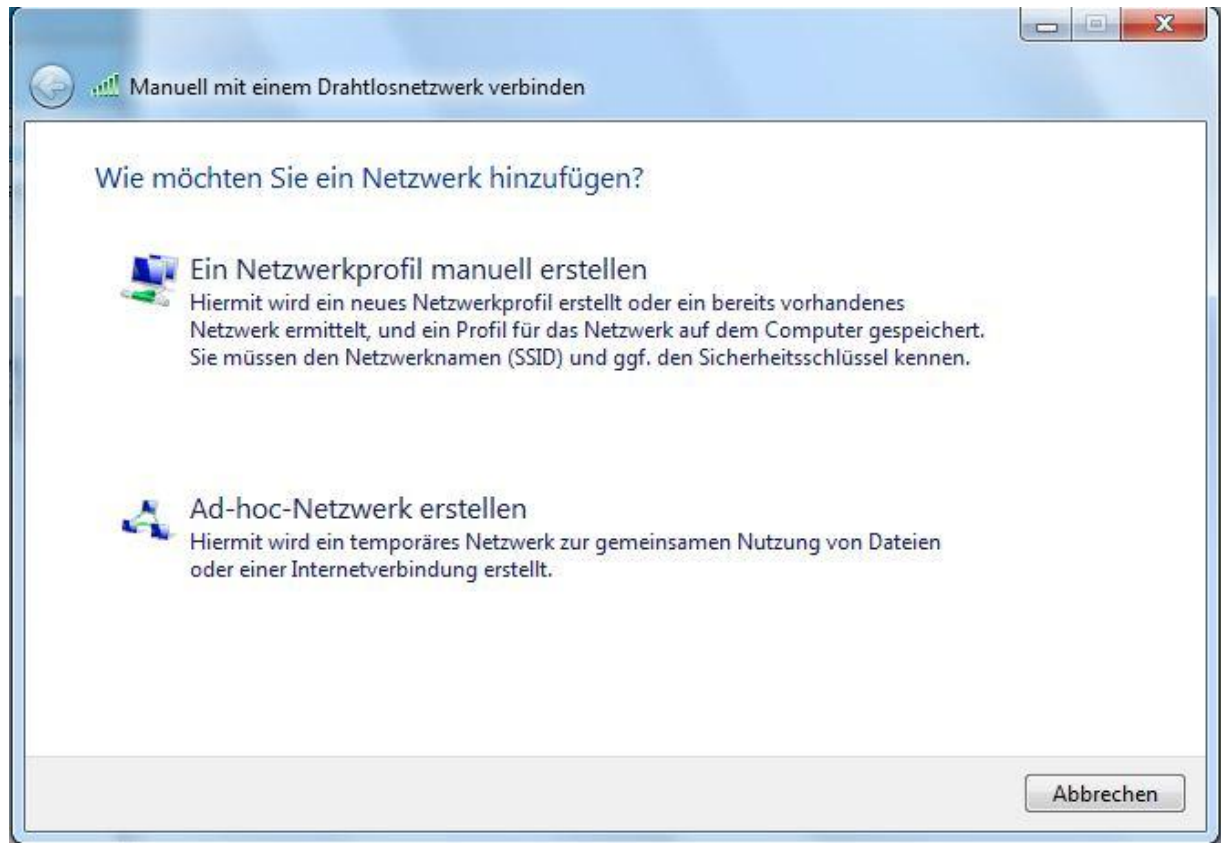 Manuell mit einem Drahtlosnetzwerk verbinden
Wie möchten Sie ein Netzwerk hinzufügen?
Ein Netzwerkprofil manuell erstellen
Hiermit wird ein neues Netzwerkprofil erstellt oder ein bereits vorhandenes
Netzwerk ermittelt, und ein Profil für das Netzwerk auf dem Computer gespeichert.
Sie müssen den Netzwerknamen (SSID) und ggf. den Sicherheitsschlüssel kennen.
Ad-hoc-Netzwerk erstellen
Hiermit wird ein temporäres Netzwerk zur gemeinsamen Nutzung von Dateien
oder einer Internetverbindung erstellt.
Abbrechen